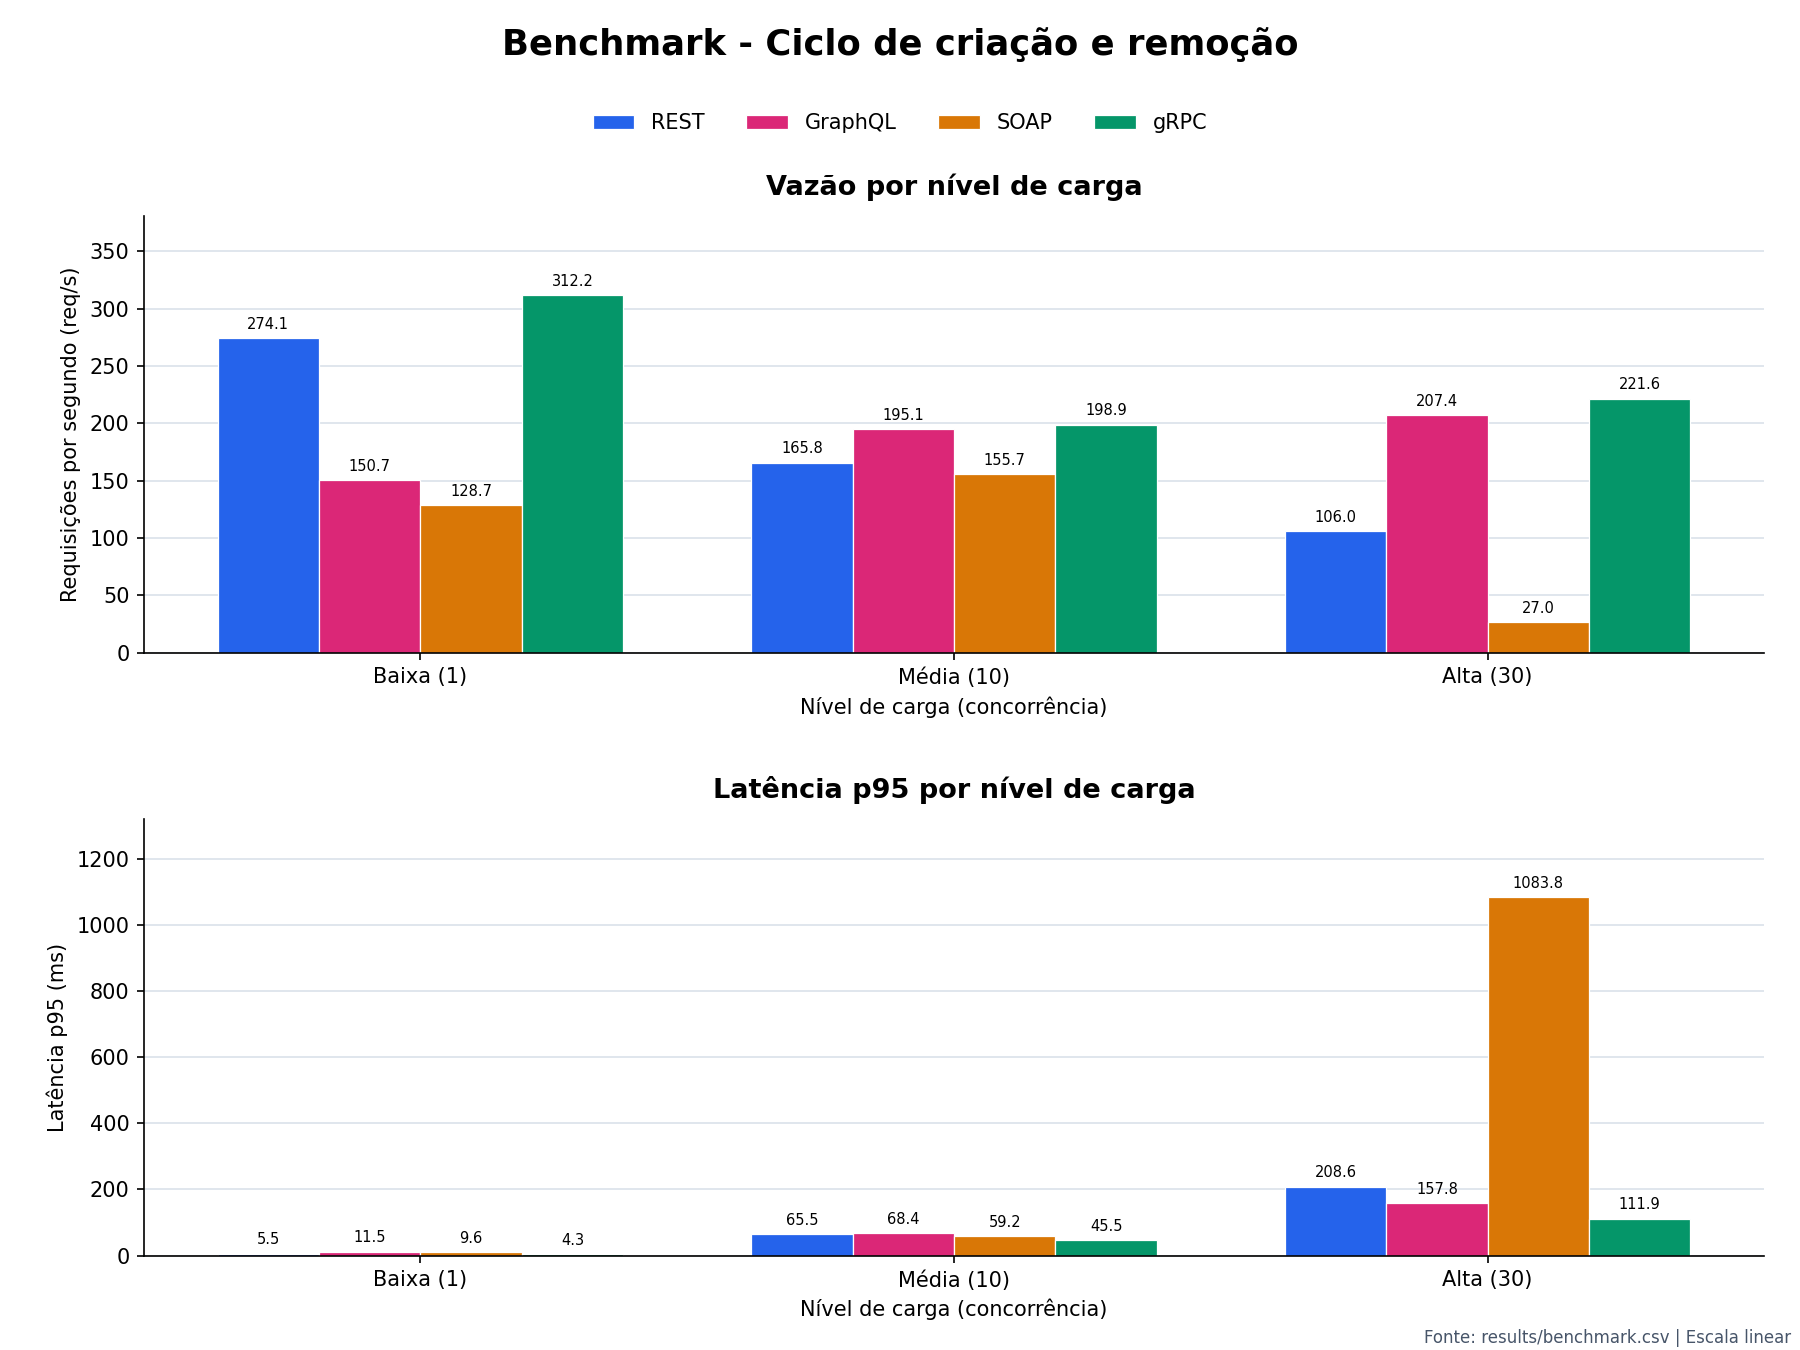 Benchmark - Ciclo de criação e remoção
REST GraphQL SOAP gRPC
Vazão por nível de carga
Requisições por segundo (req/s)
350
300
250
200
150
100
50
0
274.1 150.7 128.7 312.2
165.8 195.1 155.7 198.9
106.0 207.4 27.0 221.6
Baixa (1) Média (10) Alta (30)
Nível de carga (concorrência)
Latência p95 por nível de carga
Latência p95 (ms)
1200
1000
800
600
400
200
0
5.5 11.5 9.6 4.3
65.5 68.4 59.2 45.5
208.6 157.8 1083.8 111.9
Baixa (1) Média (10) Alta (30)
Nível de carga (concorrência)
Fonte: results/benchmark.csv | Escala linear